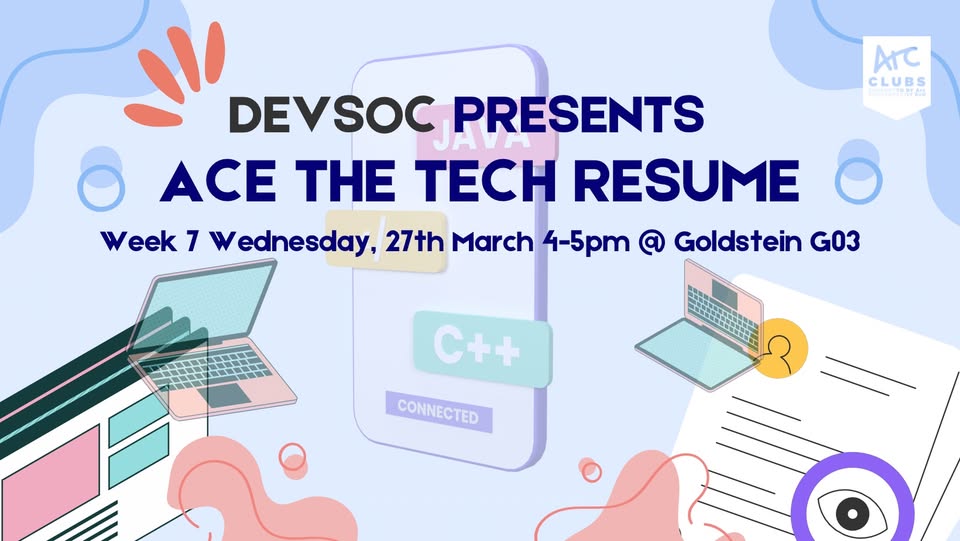 Arc
CLUBS
DEVSOC PRESENTS
JAVA
ACE THE TECH RESUME
Week 7 Wednesday, 27th March 4-5pm @ Goldstein G03
/
C++
CONNECTED